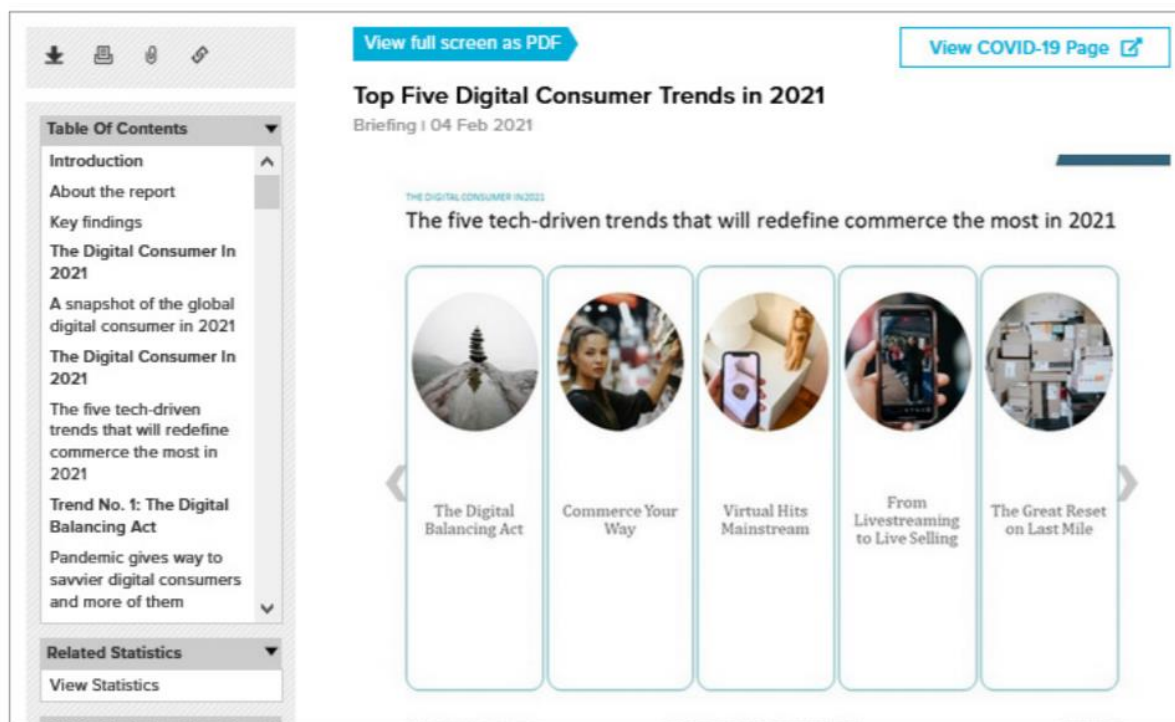 View full screen as PDF
View COVID-19 Page
Top Five Digital Consumer Trends in 2021
Briefing | 04 Feb 2021
Table Of Contents
Introduction
About the report
Key findings
The Digital Consumer In
2021
A snapshot of the global
digital consumer in 2021
The Digital Consumer In
2021
The five tech-driven
trends that will redefine
commerce the most in
2021
Trend No. 1: The Digital
Balancing Act
Pandemic gives way to
savvier digital consumers
and more of them
Related Statistics
View Statistics
THE DIGITAL CONSUMER IN 2021
The five tech-driven trends that will redefine commerce the most in 2021
The Digital
Balancing Act
Commerce Your
Way
Virtual Hits
Mainstream
From
Livestreaming
to Live Selling
The Great Reset
on Last Mile